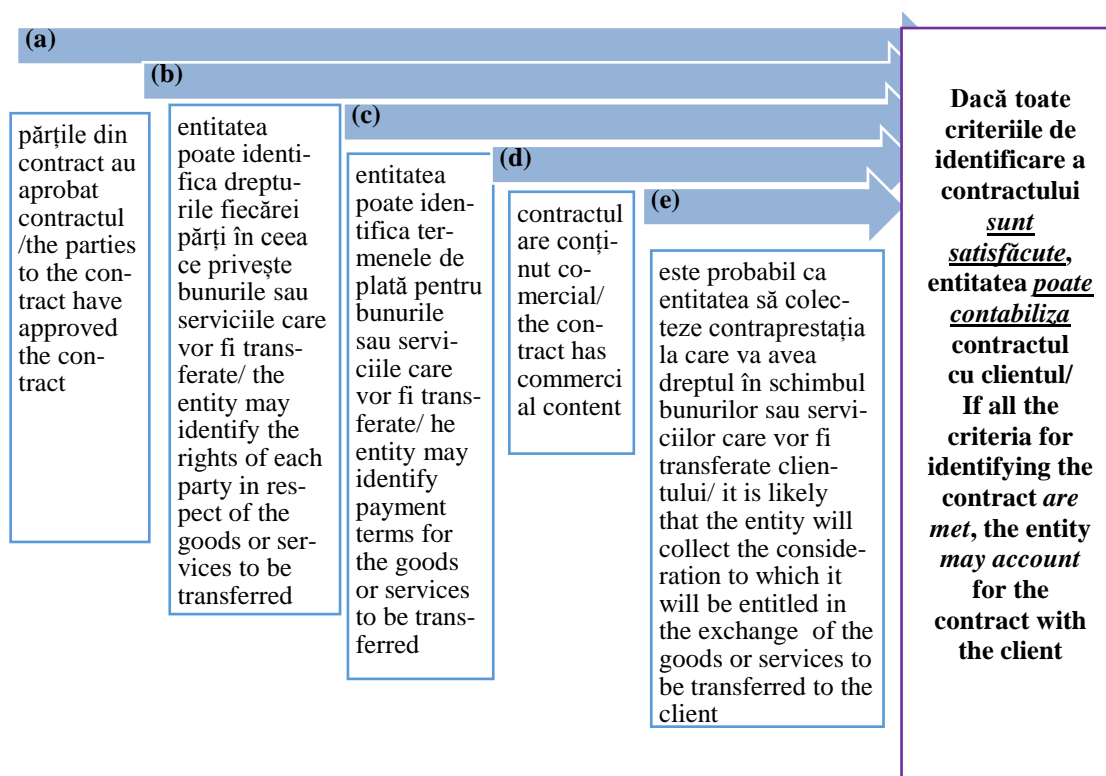 (a)
părțile din
contract au
aprobat
contractul
/the parties
to the con-
tract have
approved
the con-
tract
(b)
entitatea
poate identi-
fica dreptu-
rile fiecărei
părți în ceea
ce privește
bunurile sau
serviciile care
vor fi trans-
ferate/ the
entity may
identify the
rights of each
party in res-
pect of the
goods or ser-
vices to be
transferred
(c)
entitatea
poate iden-
tifica ter-
menele de
plată pentru
bunurile
sau servi-
ciile care
vor fi trans-
ferate/ he
entity may
identify
payment
terms for
the goods
or services
to be trans-
ferred
(d)
contractul
are conți-
nut co-
mercial/
the con-
tract has
commerci
al content
(e)
este probabil ca
entitatea să colec-
teze contraprestația
la care va avea
dreptul în schimbul
bunurilor sau servi-
ciilor care vor fi
transferate clien-
tului/ it is likely
that the entity will
collect the conside-
ration to which it
will be entitled in
the exchange of the
goods or services to
be transferred to the
client
Dacă toate
criteriile de
identificare a
contractului
sunt
satisfăcute,
entitatea poate
contabiliza
contractul
cu clientul/
If all the
criteria for
identifying the
contract are
met, the entity
may account
for the
contract with
the client